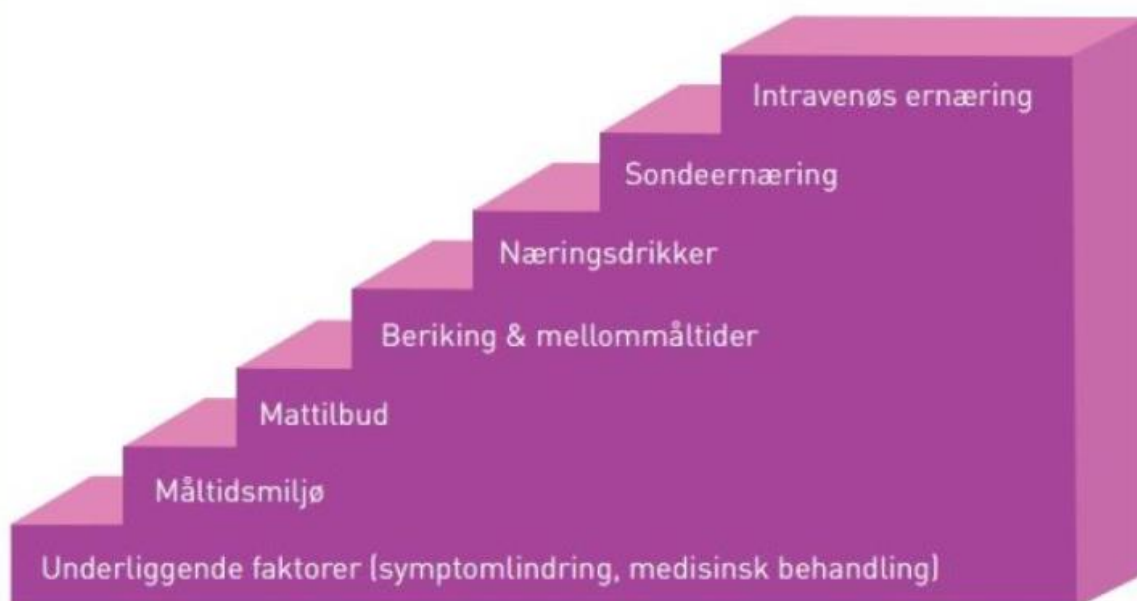 Intravenøs ernæring
Sondeernæring
Næringsdrikker
Beriking & mellommåltider
Mattilbud
Måltidsmiljø
Underliggende faktorer (symptomlindring, medisinsk behandling)